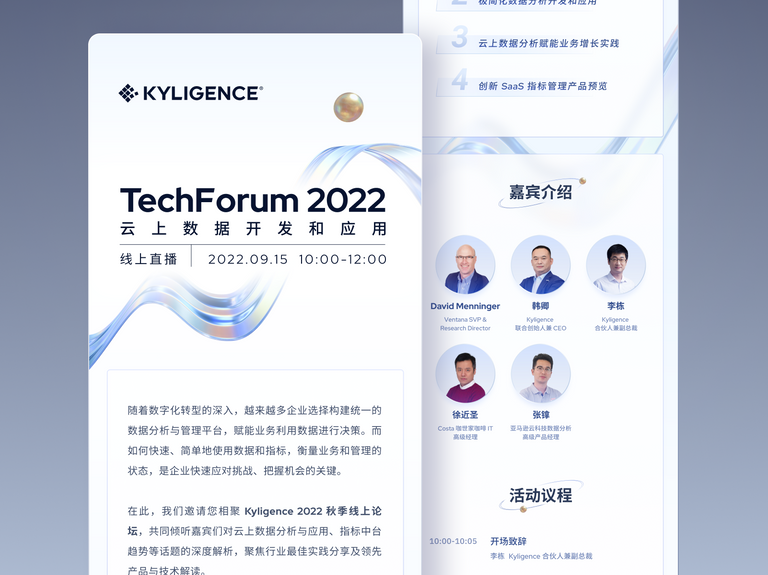 KYLIGENCE®
TechForum 2022
云上数据开发和应用
线上直播 2022.09.15 10:00-12:00
随着数字化转型的深入，越来越多企业选择构建统一的
数据分析与管理平台，赋能业务利用数据进行决策。而
如何快速、简单地使用数据和指标，衡量业务和管理的
状态，是企业快速应对挑战、把握机会的关键。
在此，我们邀请您相聚 Kyligence 2022 秋季线上论
坛，共同倾听嘉宾们对云上数据分析与应用、指标中台
趋势等话题的深度解析，聚焦行业最佳实践分享及领先
产品与技术解读。
2 极简化数据分析开发和应用
3 云上数据分析赋能业务增长实践
4 创新 SaaS 指标管理产品预览
嘉宾介绍
David Menninger
Ventana SVP &
Research Director
韩卿
Kyligence
联合创始人兼 CEO
李栋
Kyligence
合伙人兼副总裁
徐近圣
Costa 咖世家咖啡 IT
高级经理
张镎
亚马逊云科技数据分析
高级产品经理
活动议程
10:00-10:05 开场致辞
李栋 Kyligence 合伙人兼副总裁